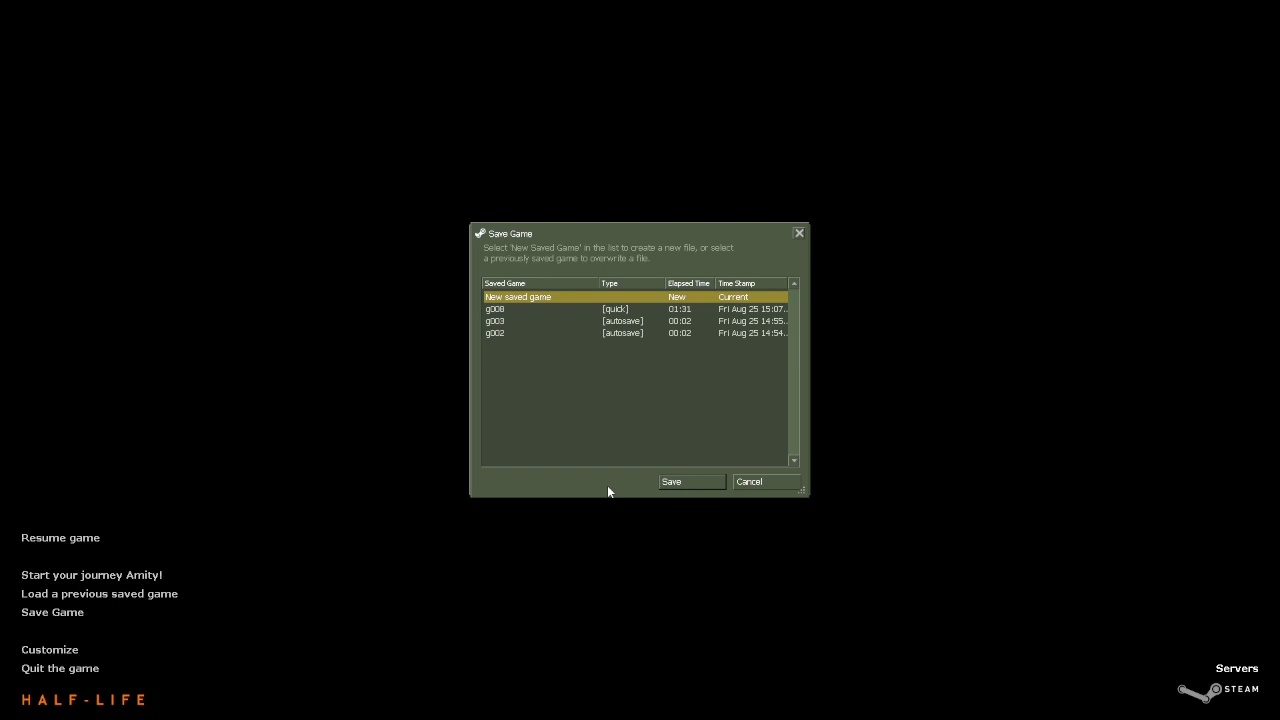 Save Game
Select 'New Saved Game' in the list to create a new file, or select
a previously saved game to overwrite a file.
Saved Game Type Elapsed Time Time Stamp
New saved game New Current
g008 [quick] 01:31 Fri Aug 25 15:07..
g003 [autosave] 00:02 Fri Aug 25 14:55..
g002 [autosave] 00:02 Fri Aug 25 14:54..
Save Cancel
Resume game
Start your journey Amity!
Load a previous saved game
Save Game
Customize
Quit the game
HALF-LIFE
Servers
STEAM